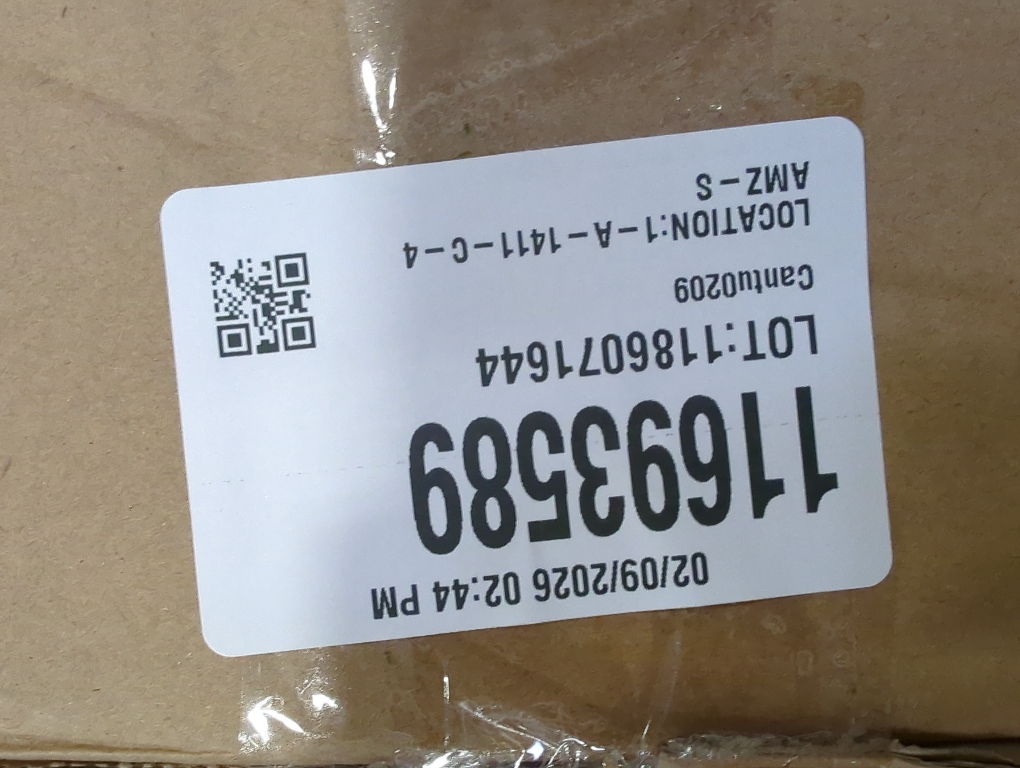 02/09/2026 02:44 PM
11693589
LOT:1186071644
Cantu0209
LOCATION:1-A-1411-C-4
AMZ-S